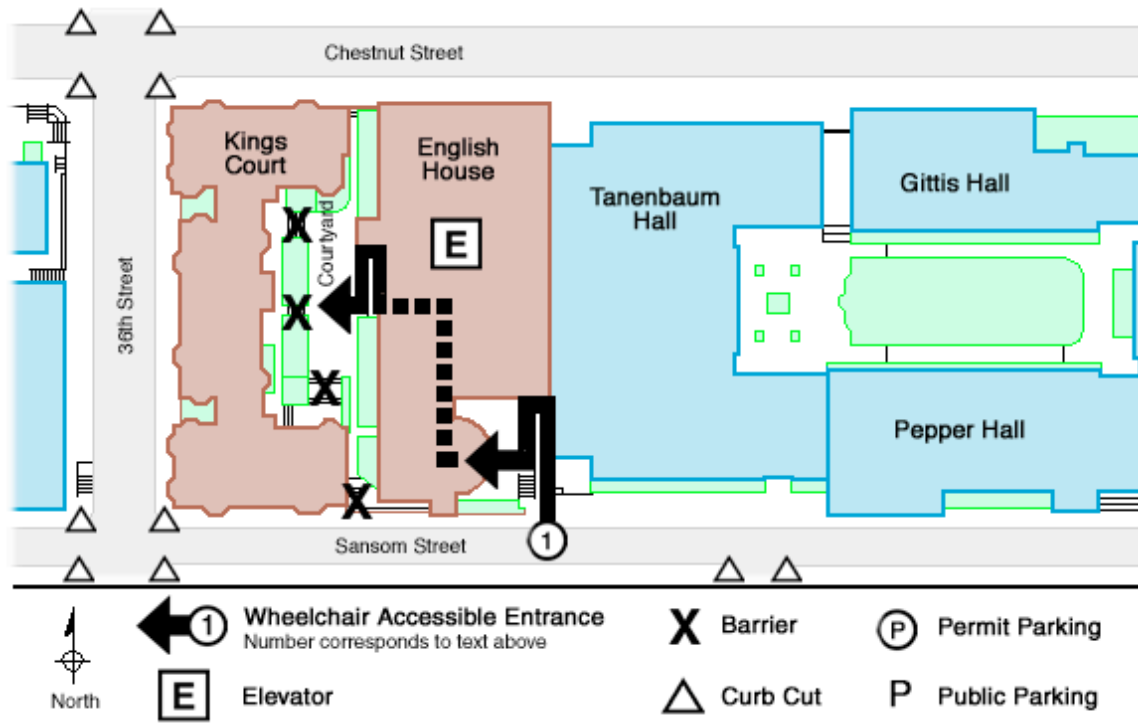 Chestnut Street
Kings
Court
English
House
Tanenbaum
Hall
Gittis Hall
36th Street
X
Courtyard
E
X
X
Pepper Hall
X
Sansom Street
1
1 Wheelchair Accessible Entrance
Number corresponds to text above
X Barrier
P Permit Parking
North
E Elevator
Curb Cut
P Public Parking